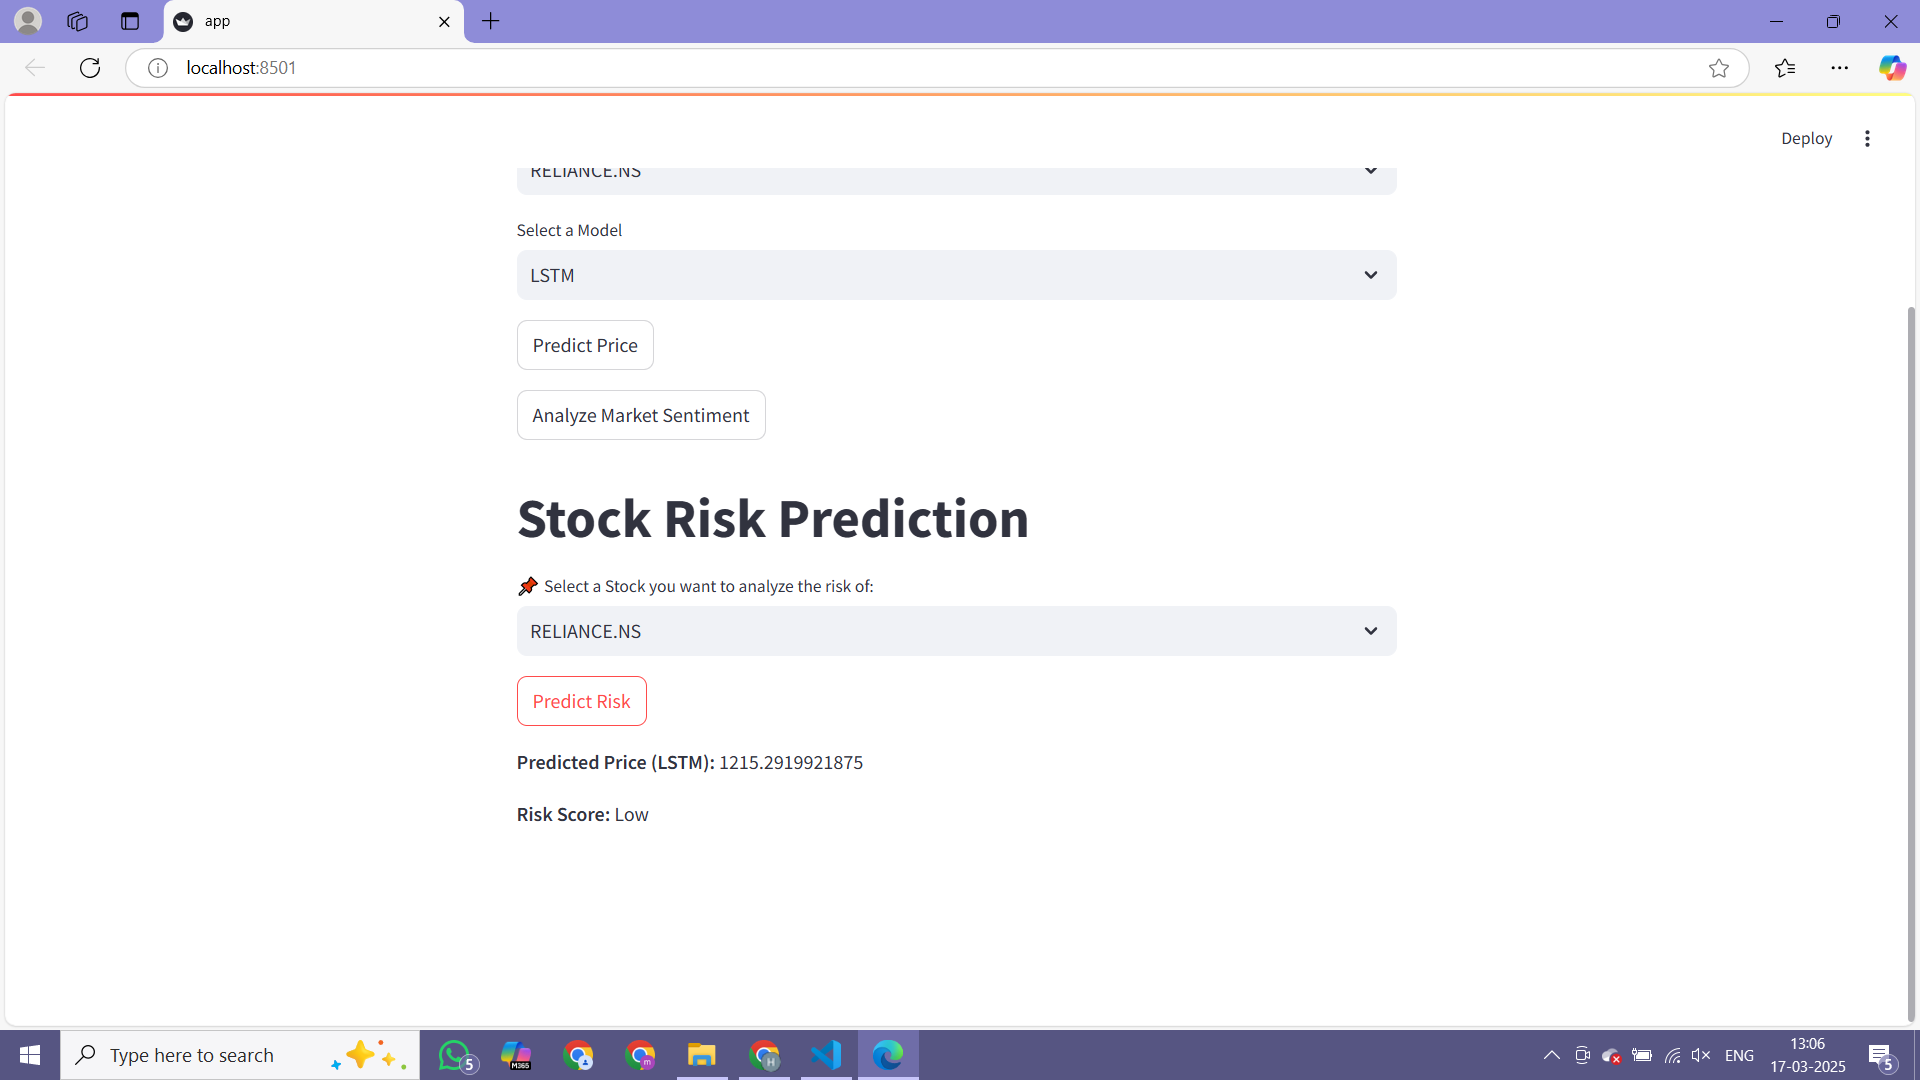 app
localhost:8501
Deploy
RELIANCE.NS
Select a Model
LSTM
Predict Price
Analyze Market Sentiment
Stock Risk Prediction
📌 Select a Stock you want to analyze the risk of:
RELIANCE.NS
Predict Risk
Predicted Price (LSTM): 1215.2919921875
Risk Score: Low
Type here to search
5
M365
m
H
ENG
13:06
17-03-2025
5